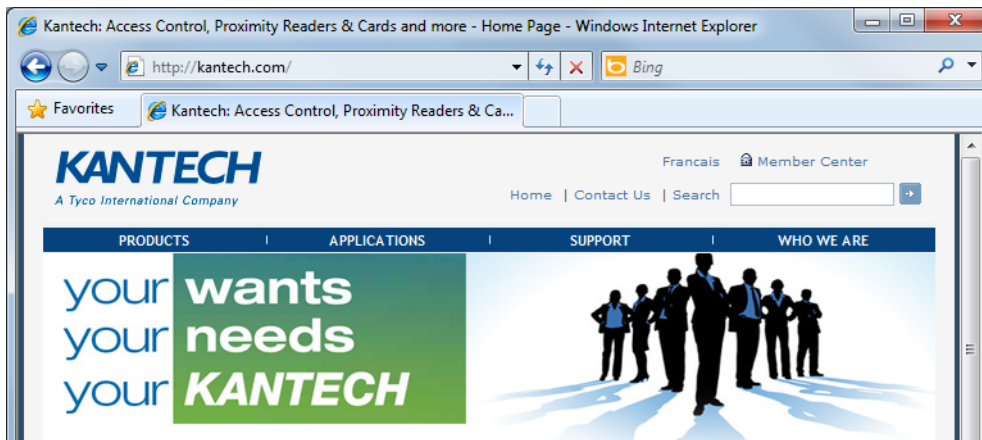 Kantech: Access Control, Proximity Readers & Cards and more - Home Page - Windows Internet Explorer
http://kantech.com/
Bing
Favorites
Kantech: Access Control, Proximity Readers & Ca...
KANTECH
A Tyco International Company
Francais Member Center
Home | Contact Us | Search
PRODUCTS | APPLICATIONS | SUPPORT | WHO WE ARE
your wants
your needs
your KANTECH